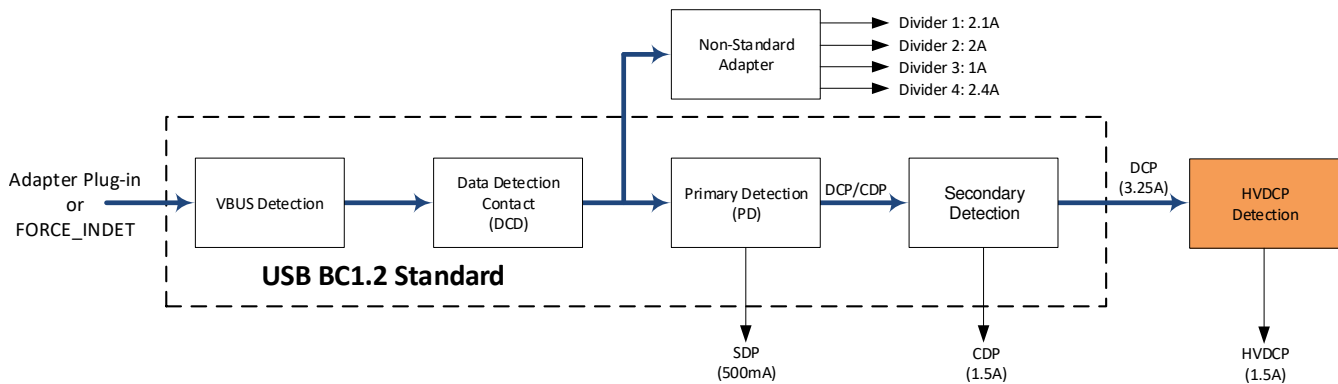 Non-Standard
Adapter
Divider 1: 2.1A
Divider 2: 2A
Divider 3: 1A
Divider 4: 2.4A
Adapter Plug-in
or
FORCE_INDET
VBUS Detection
Data Detection
Contact
(DCD)
Primary Detection
(PD)
DCP/CDP
Secondary
Detection
DCP
(3.25A)
HVDCP
Detection
USB BC1.2 Standard
SDP
(500mA)
CDP
(1.5A)
HVDCP
(1.5A)